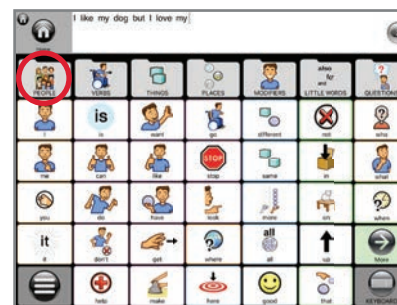 I like my dog but I love my
Home
PEOPLE VERBS THINGS PLACES MODIFIERS also for and LITTLE WORDS QUESTIONS
I is is want go different not who
me can like STOP stop same in what
you do have look more on when
it it don't get where all all up More
help make here good that KEYBOARD